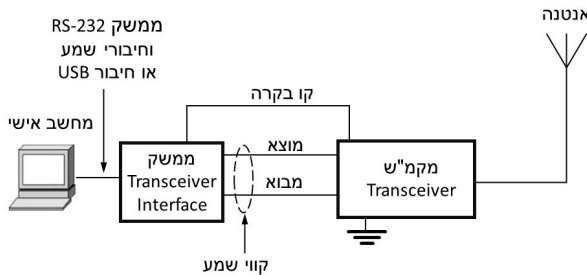 אנטנה
ממשק RS-232
וחיבורי שמע
או חיבור USB
קו בקרה
מחשב אישי
מוצא
ממשק
Transceiver
Interface
מקמ"ש
Transceiver
מבוא
קווי שמע